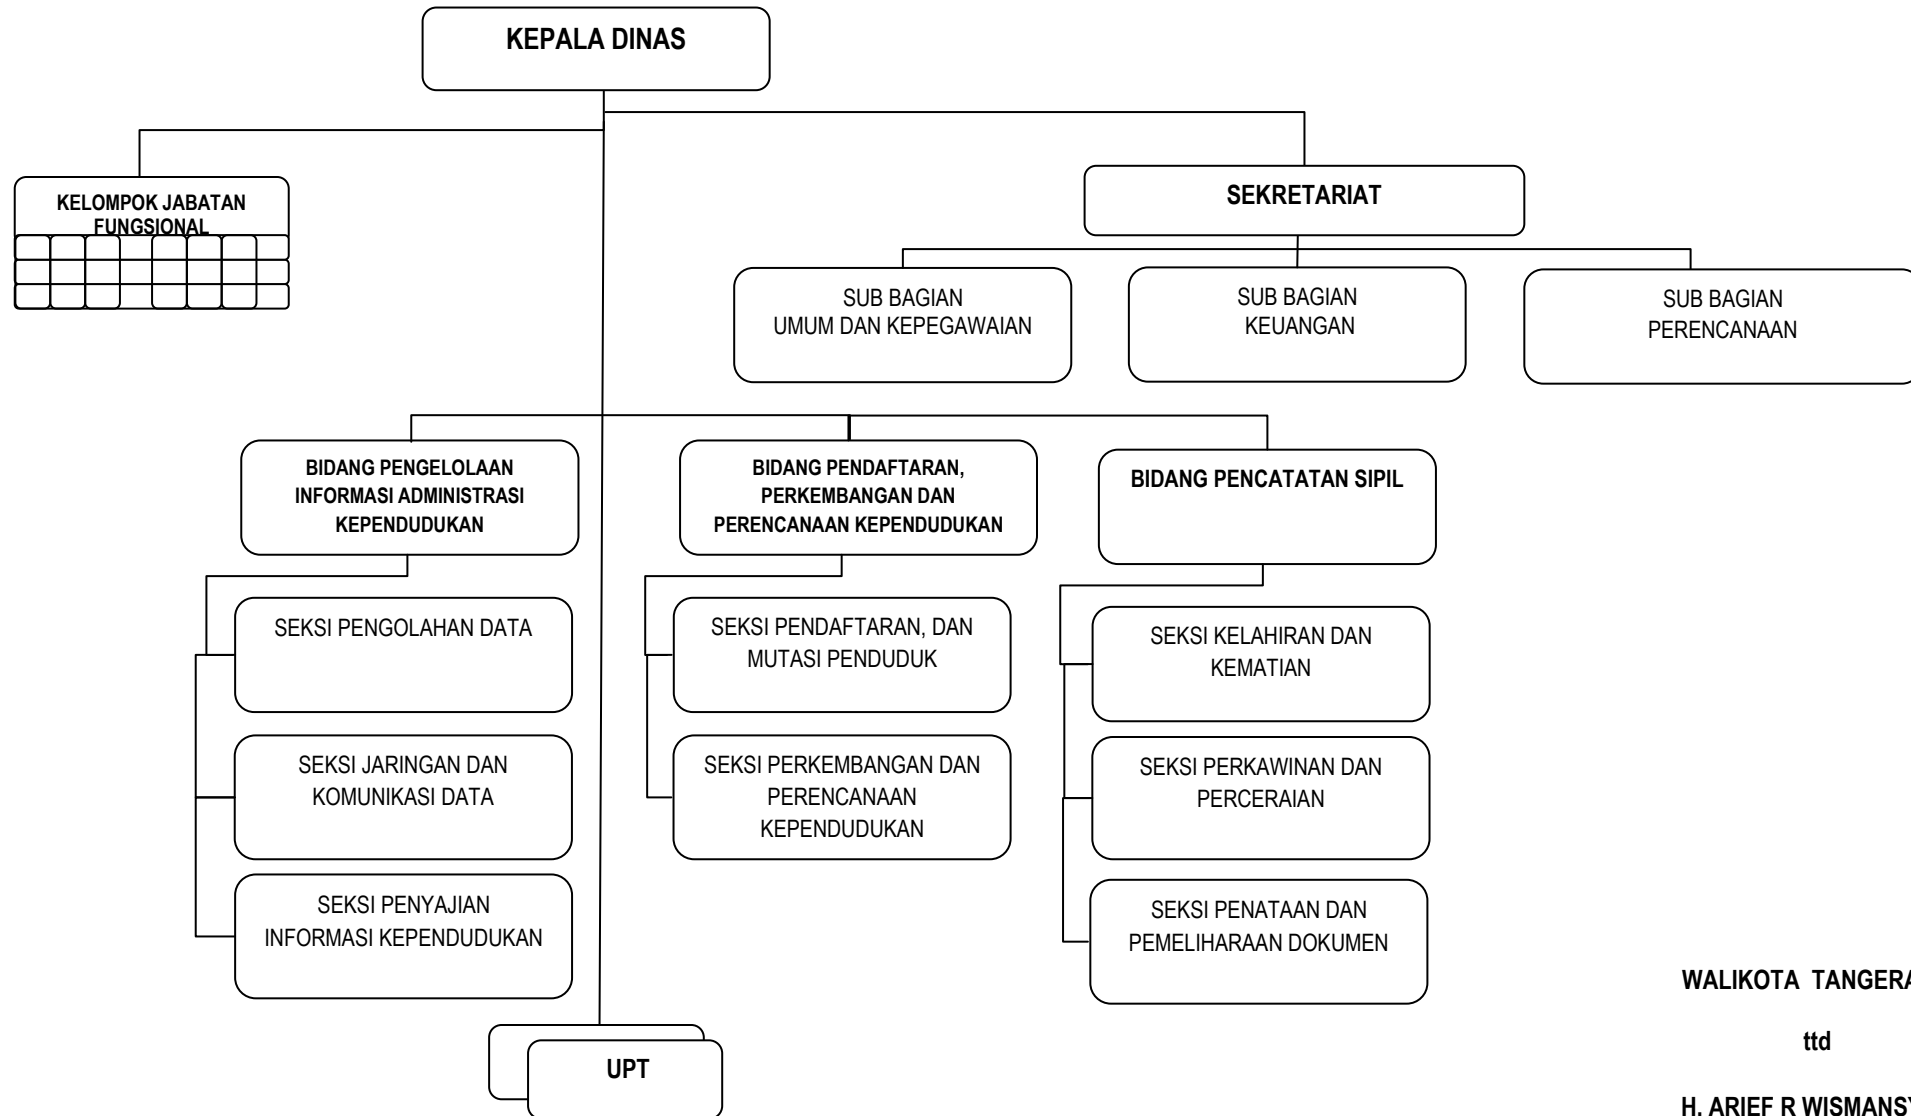 KEPALA DINAS
KELOMPOK JABATAN
FUNGSIONAL
SEKRETARIAT
SUB BAGIAN
UMUM DAN KEPEGAWAIAN
SUB BAGIAN
KEUANGAN
SUB BAGIAN
PERENCANAAN
BIDANG PENGELOLAAN
INFORMASI ADMINISTRASI
KEPENDUDUKAN
BIDANG PENDAFTARAN,
PERKEMBANGAN DAN
PERENCANAAN KEPENDUDUKAN
BIDANG PENCATATAN SIPIL
SEKSI PENGOLAHAN DATA
SEKSI JARINGAN DAN
KOMUNIKASI DATA
SEKSI PENYAJIAN
INFORMASI KEPENDUDUKAN
SEKSI PENDAFTARAN, DAN
MUTASI PENDUDUK
SEKSI PERKEMBANGAN DAN
PERENCANAAN
KEPENDUDUKAN
SEKSI KELAHIRAN DAN
KEMATIAN
SEKSI PERKAWINAN DAN
PERCERAIAN
SEKSI PENATAAN DAN
PEMELIHARAAN DOKUMEN
UPT
WALIKOTA TANGERA
ttd
H. ARIEF R WISMANSY